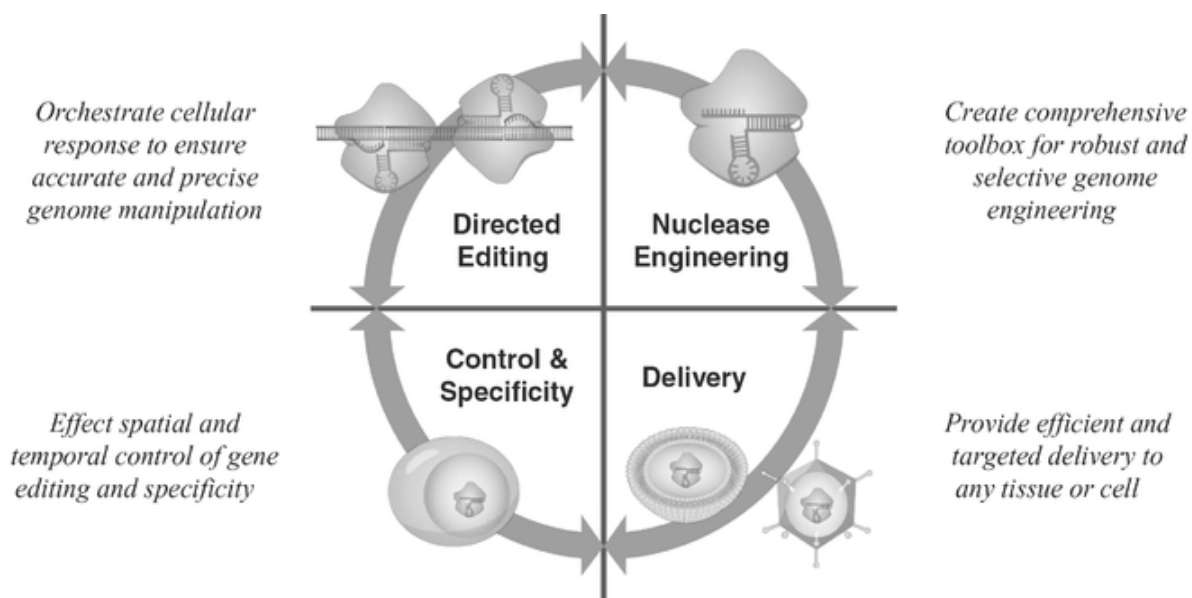 Orchestrate cellular
response to ensure
accurate and precise
genome manipulation
Directed
Editing
Nuclease
Engineering
Create comprehensive
toolbox for robust and
selective genome
engineering
Effect spatial and
temporal control of gene
editing and specificity
Control &
Specificity
Delivery
Provide efficient and
targeted delivery to
any tissue or cell